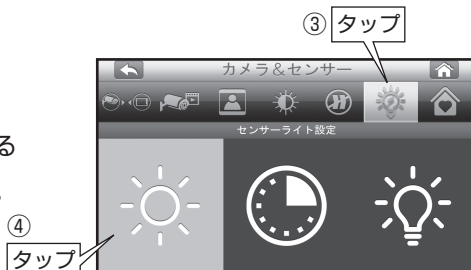 ③ タップ
カメラ&センサー
センサーライト設定
る
④
タップ